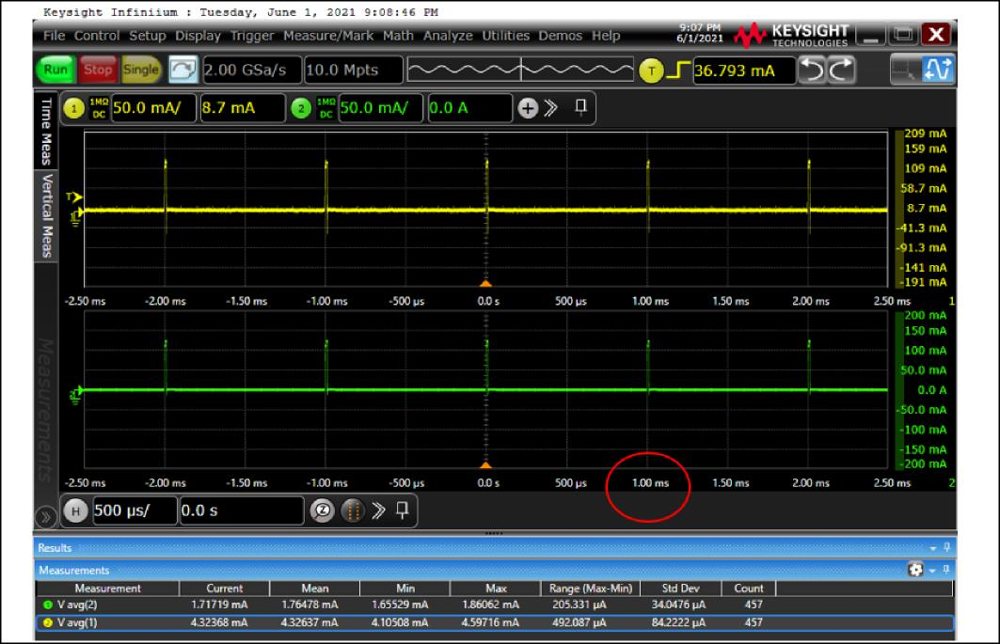 Keysight Infiniium : Tuesday, June 1, 2021 9:08:46 PM
File Control Setup Display Trigger Measure/Mark Math Analyze Utilities Demos Help
9:07 PM
6/1/2021
KEYSIGHT
TECHNOLOGIES
Run Stop Single 2.00 GSa/s 10.0 Mpts T 36.793 mA
1 1MΩ DC 50.0 mA/ 8.7 mA 2 1MΩ DC 50.0 mA/ 0.0 A
Time Meas
Vertical Meas
Measurements
209 mA
159 mA
109 mA
58.7 mA
8.7 mA
-41.3 mA
-91.3 mA
-141 mA
-191 mA
T
1
-2.50 ms -2.00 ms -1.50 ms -1.00 ms -500 µs 0.0 s 500 µs 1.00 ms 1.50 ms 2.00 ms 2.50 ms 1
200 mA
150 mA
100 mA
50.0 mA
0.0 A
-50.0 mA
-100 mA
-150 mA
-200 mA
2
-2.50 ms -2.00 ms -1.50 ms -1.00 ms -500 µs 0.0 s 500 µs 1.00 ms 1.50 ms 2.00 ms 2.50 ms 2
H 500 µs/ 0.0 s
Results
Measurements
Measurement Current Mean Min Max Range (Max-Min) Std Dev Count
1 V avg(2) 1.71719 mA 1.76478 mA 1.65529 mA 1.86062 mA 205.331 µA 34.0476 µA 457
2 V avg(1) 4.32368 mA 4.32637 mA 4.10508 mA 4.59716 mA 492.087 µA 84.2222 µA 457